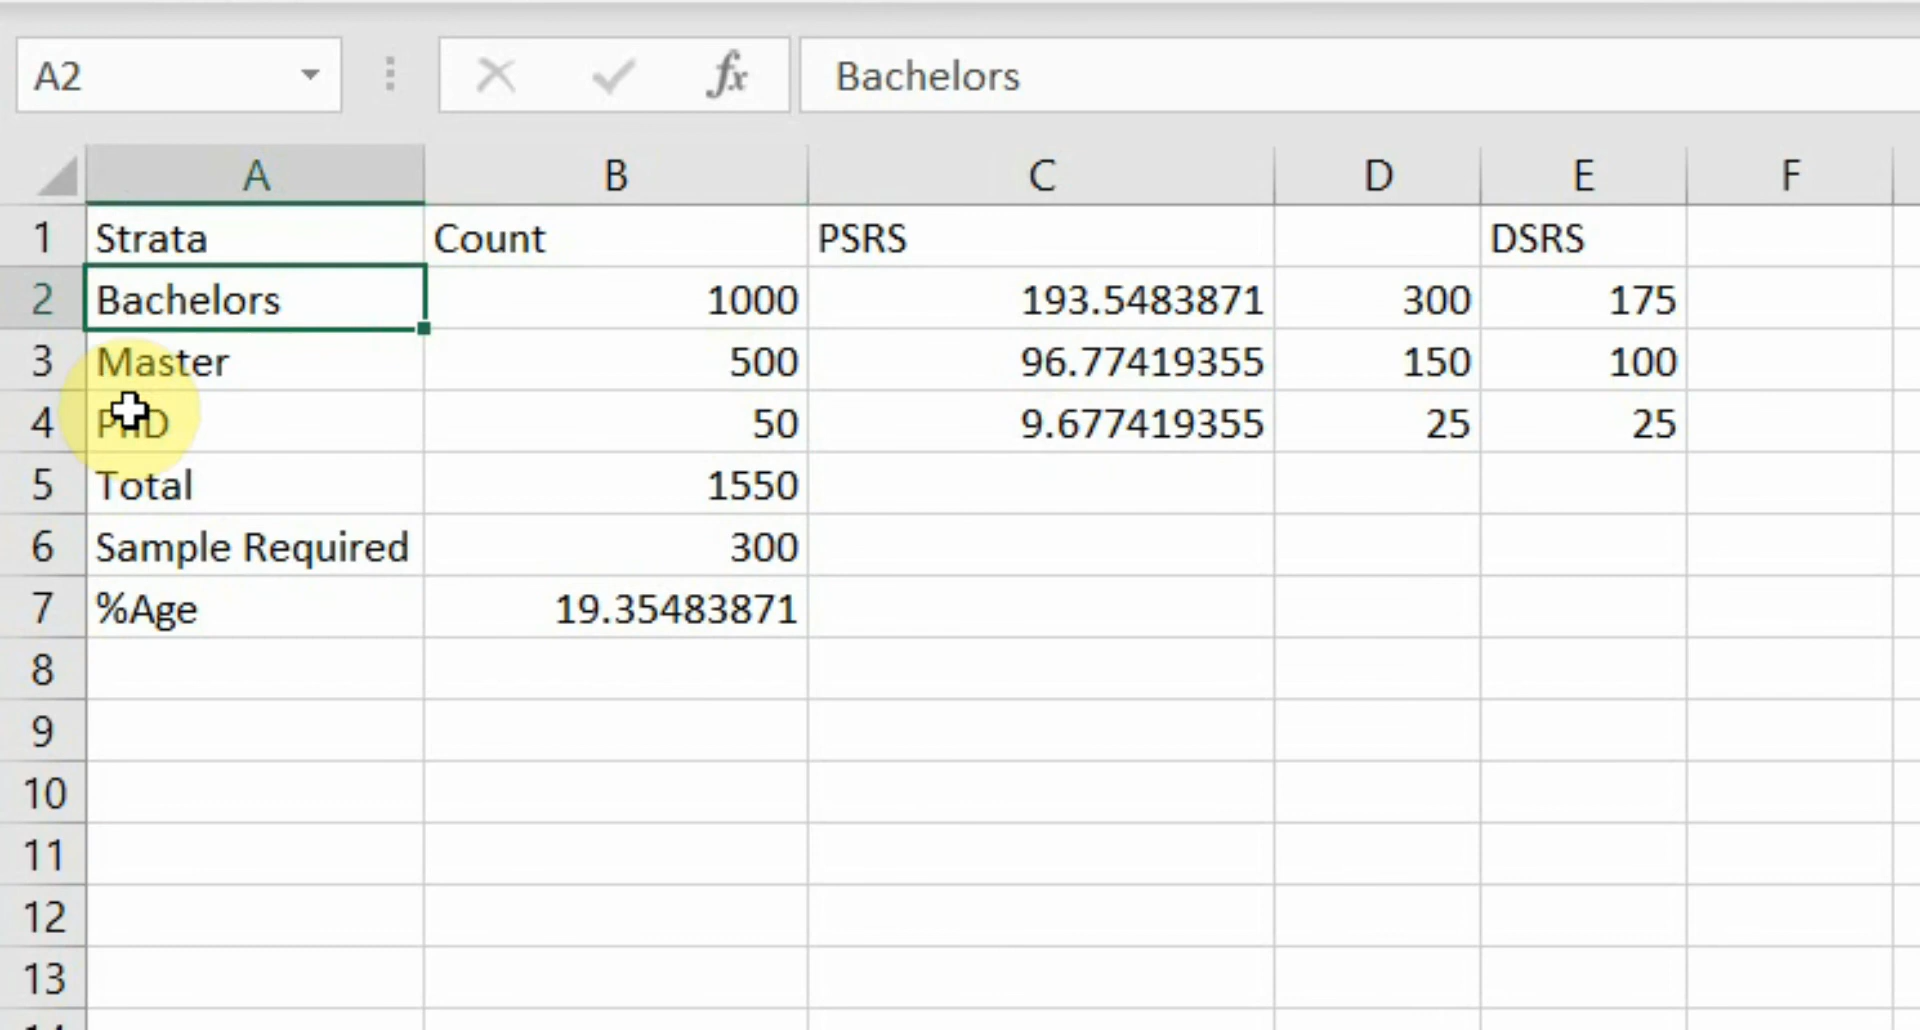 A2 fx Bachelors
A B C D E F
1 Strata Count PSRS DSRS
2 Bachelors 1000 193.5483871 300 175
3 Master 500 96.77419355 150 100
4 PhD 50 9.677419355 25 25
5 Total 1550
6 Sample Required 300
7 %Age 19.35483871
8
9
10
11
12
13